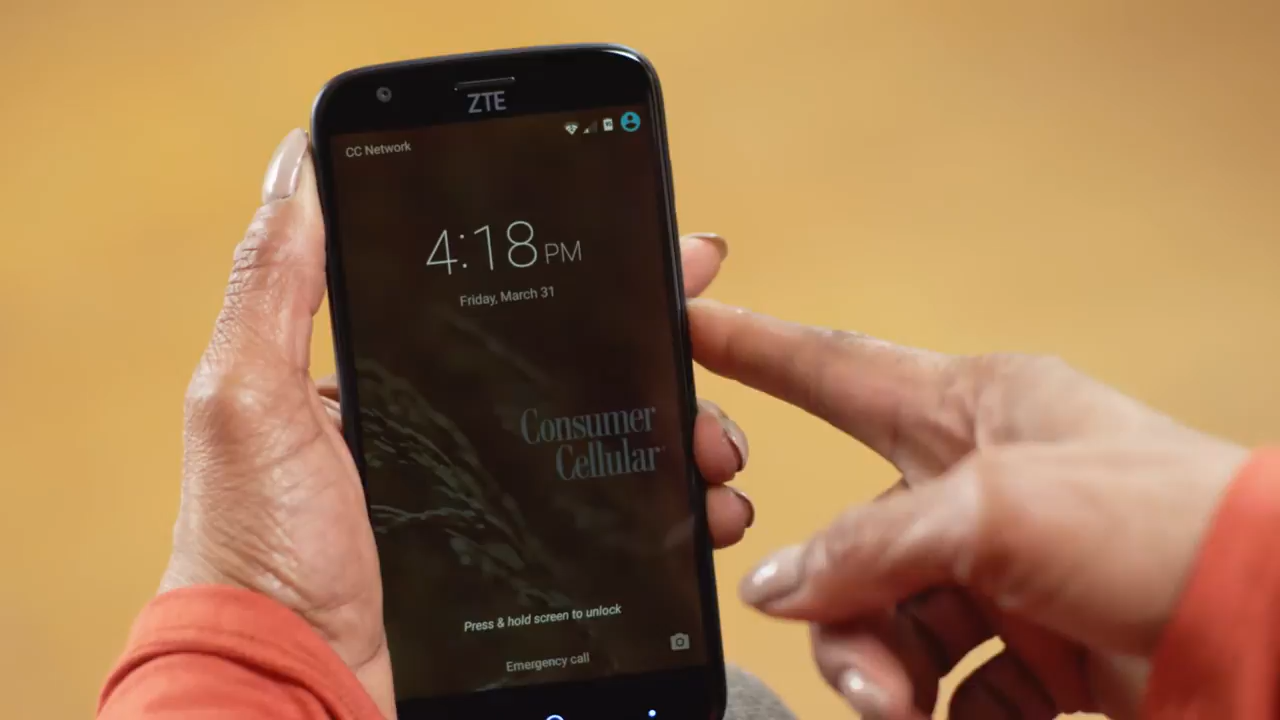 ZTE
CC Network
4:18 PM
Friday, March 31
Consumer
Cellular
Press & hold screen to unlock
Emergency call